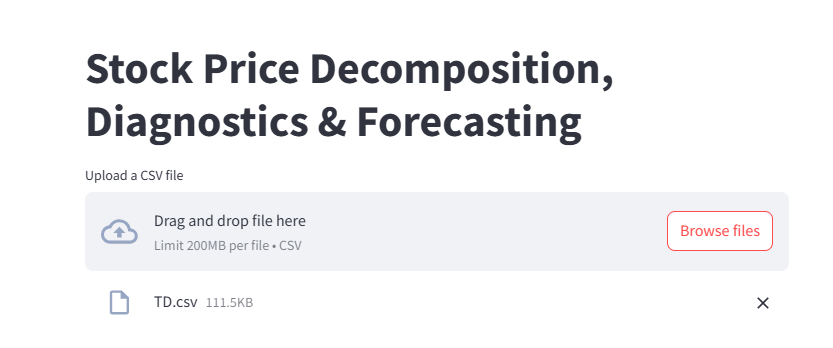 Stock Price Decomposition,
Diagnostics & Forecasting
Upload a CSV file
Drag and drop file here
Limit 200MB per file • CSV
Browse files
TD.csv 111.5KB